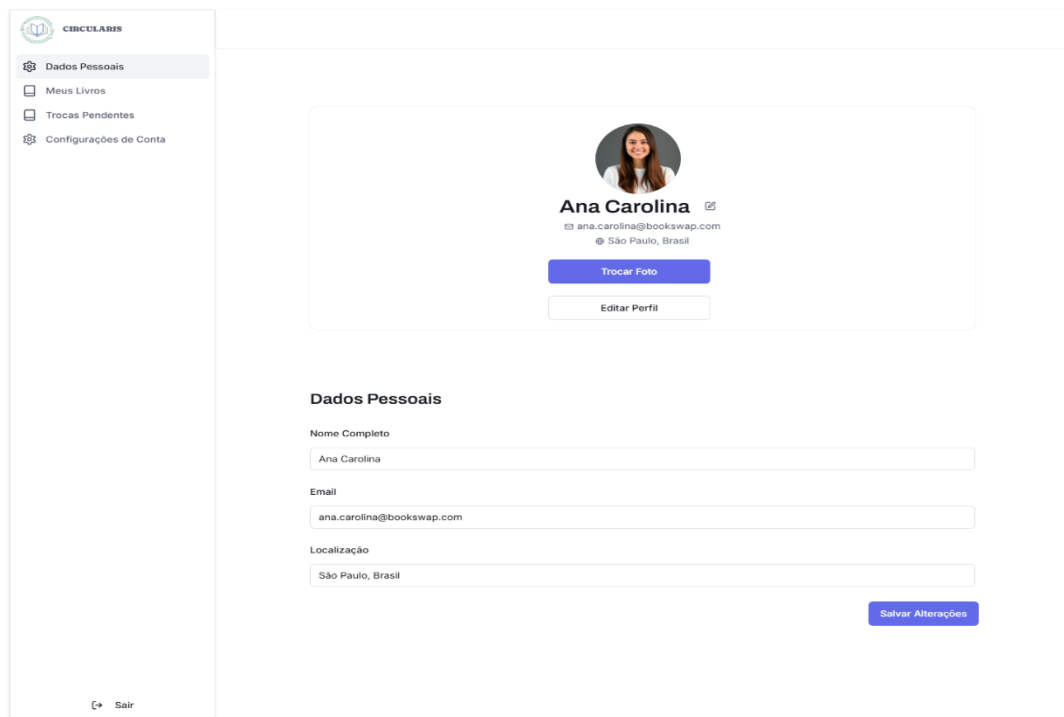 CIRCULARIS
Dados Pessoais
Meus Livros
Trocas Pendentes
Configurações de Conta
Sair
Ana Carolina
ana.carolina@bookswap.com
São Paulo, Brasil
Trocar Foto
Editar Perfil
Dados Pessoais
Nome Completo
Ana Carolina
Email
ana.carolina@bookswap.com
Localização
São Paulo, Brasil
Salvar Alterações